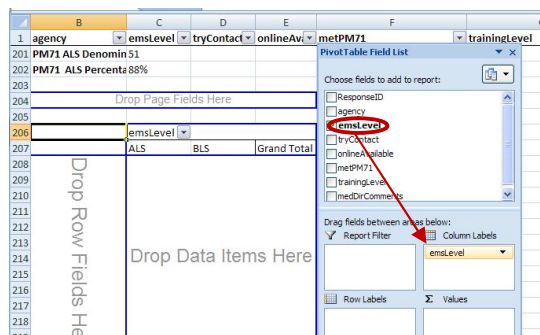 B C D E F
1 agency emsLevel tryContact onlineAva metPM71 trainingLevel
201 PM71 ALS Denomin 51
202 PM71 ALS Percenta 88%
203
204 Drop Page Fields Here
205
206 emsLevel
207 ALS BLS Grand Total
208
209
210
211
212
213
214
215
216
217
218
Drop Row Fields He
Drop Data Items Here
PivotTable Field List
Choose fields to add to report:
ResponseID
agency
emsLevel
tryContact
onlineAvailable
metPM71
trainingLevel
medDirComments
Drag fields between areas below:
Report Filter Column Labels
emsLevel
Row Labels Σ Values